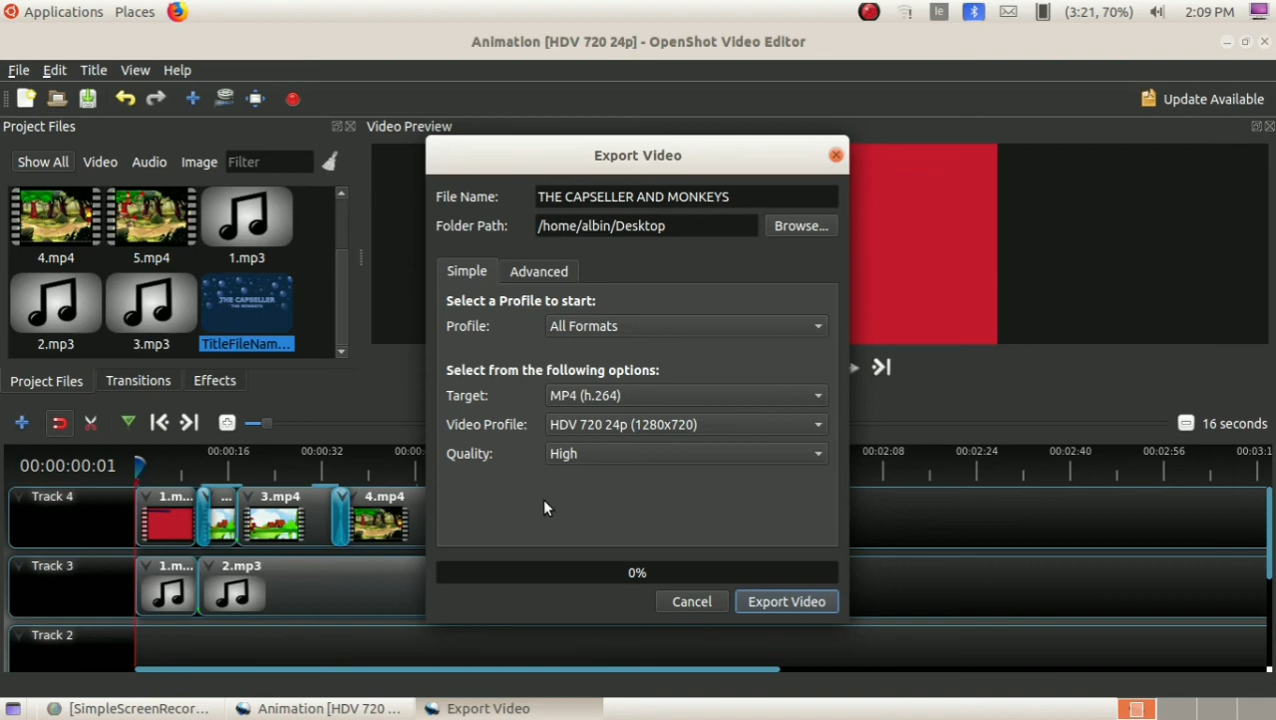 Applications Places
le (3:21, 70%) 2:09 PM
Animation [HDV 720 24p] - OpenShot Video Editor
File Edit Title View Help
Update Available
Project Files
Video Preview
Show All Video Audio Image Filter
4.mp4 5.mp4 1.mp3
THE CAPSELLER
2.mp3 3.mp3 TitleFileNam...
Project Files Transitions Effects
Export Video
File Name: THE CAPSELLER AND MONKEYS
Folder Path: /home/albin/Desktop Browse...
Simple Advanced
Select a Profile to start:
Profile: All Formats
Select from the following options:
Target: MP4 (h.264)
Video Profile: HDV 720 24p (1280x720)
Quality: High
0%
Cancel Export Video
16 seconds
00:00:00:01 00:00:16 00:00:32 00:02:08 00:02:24 00:02:40 00:02:56
Track 4 1.m... ... 3.mp4 4.mp4
Track 3 1.m... 2.mp3
Track 2
[SimpleScreenRecor... Animation [HDV 720 ... Export Video